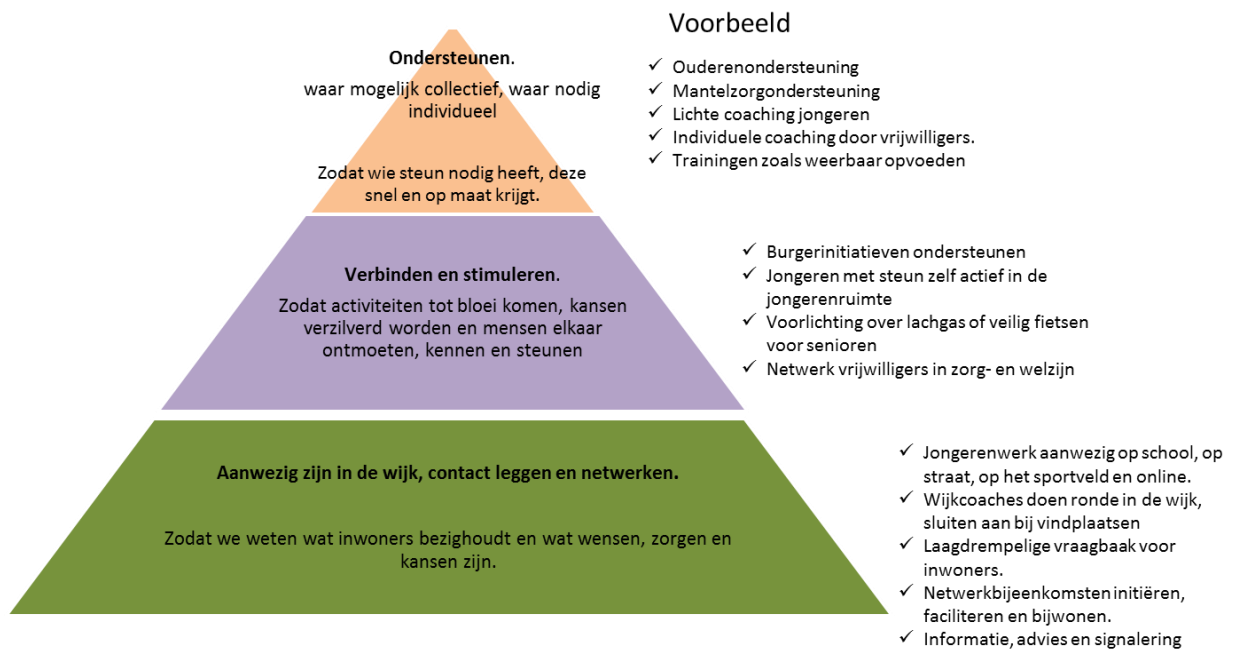 Voorbeeld
Ondersteunen.
waar mogelijk collectief, waar nodig
individueel
Zodat wie steun nodig heeft, deze
snel en op maat krijgt.
✓ Ouderenondersteuning
✓ Mantelzorgondersteuning
✓ Lichte coaching jongeren
✓ Individuele coaching door vrijwilligers.
✓ Trainingen zoals weerbaar opvoeden
Verbinden en stimuleren.
Zodat activiteiten tot bloei komen, kansen
verzilverd worden en mensen elkaar
ontmoeten, kennen en steunen
✓ Burgerinitiatieven ondersteunen
✓ Jongeren met steun zelf actief in de
jongerenruimte
✓ Voorlichting over lachgas of veilig fietsen
voor senioren
✓ Netwerk vrijwilligers in zorg- en welzijn
Aanwezig zijn in de wijk, contact leggen en netwerken.
Zodat we weten wat inwoners bezighoudt en wat wensen, zorgen en
kansen zijn.
✓ Jongerenwerk aanwezig op school, op
straat, op het sportveld en online.
✓ Wijkcoaches doen ronde in de wijk,
sluiten aan bij vindplaatsen
✓ Laagdrempelige vraagbaak voor
inwoners.
✓ Netwerkbijeenkomsten initiëren,
faciliteren en bijwonen.
✓ Informatie, advies en signalering